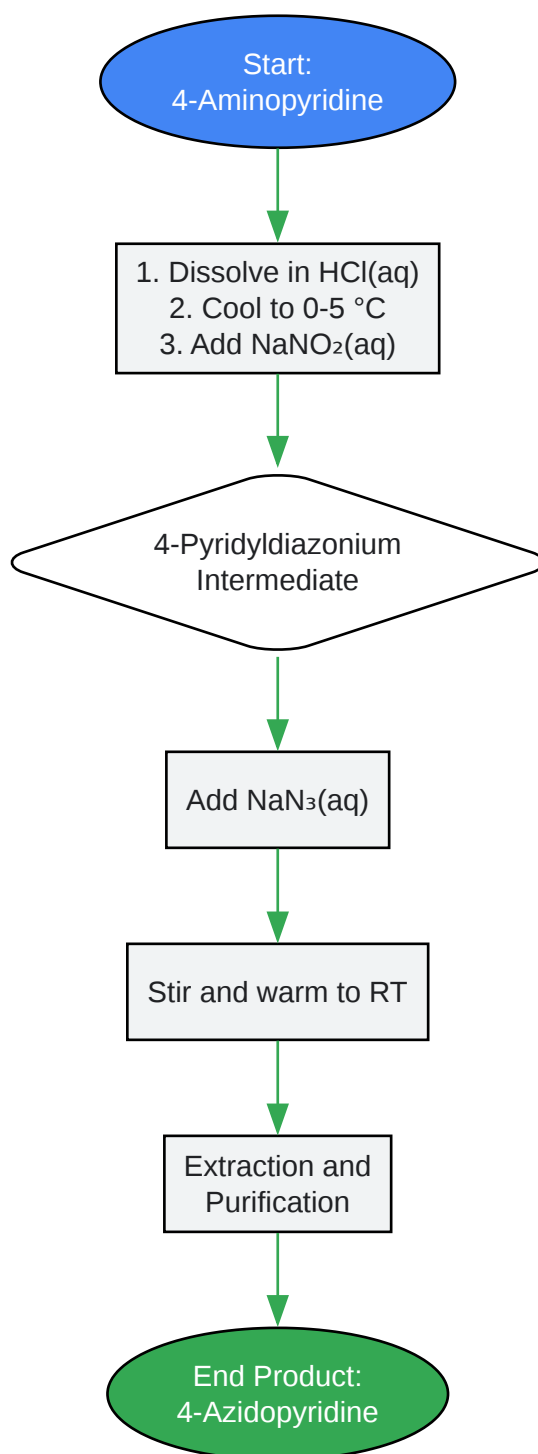 Start:
4-Aminopyridine
1. Dissolve in HCl(aq)
2. Cool to 0-5 °C
3. Add NaNO₂(aq)
4-Pyridyldiazonium
Intermediate
Add NaN₃(aq)
Stir and warm to RT
Extraction and
Purification
End Product:
4-Azidopyridine